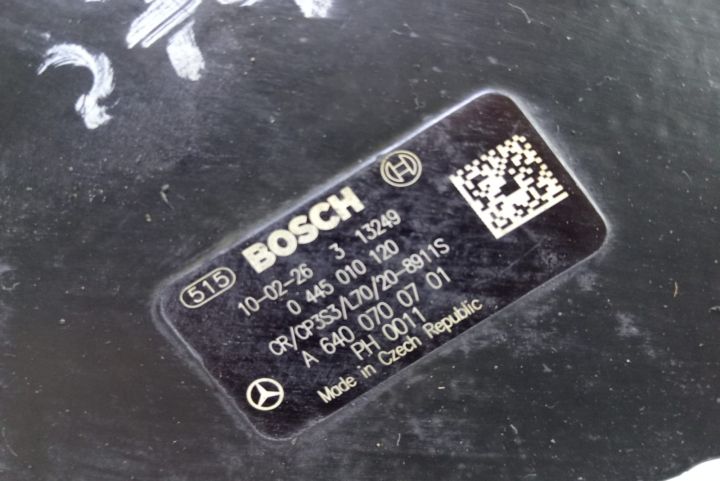 515 BOSCH
10-02-26 3 13249
0 445 010 120
CR/CP3S3/L70/20-8911S
A 640 070 07 01
PH 0011
Made in Czech Republic